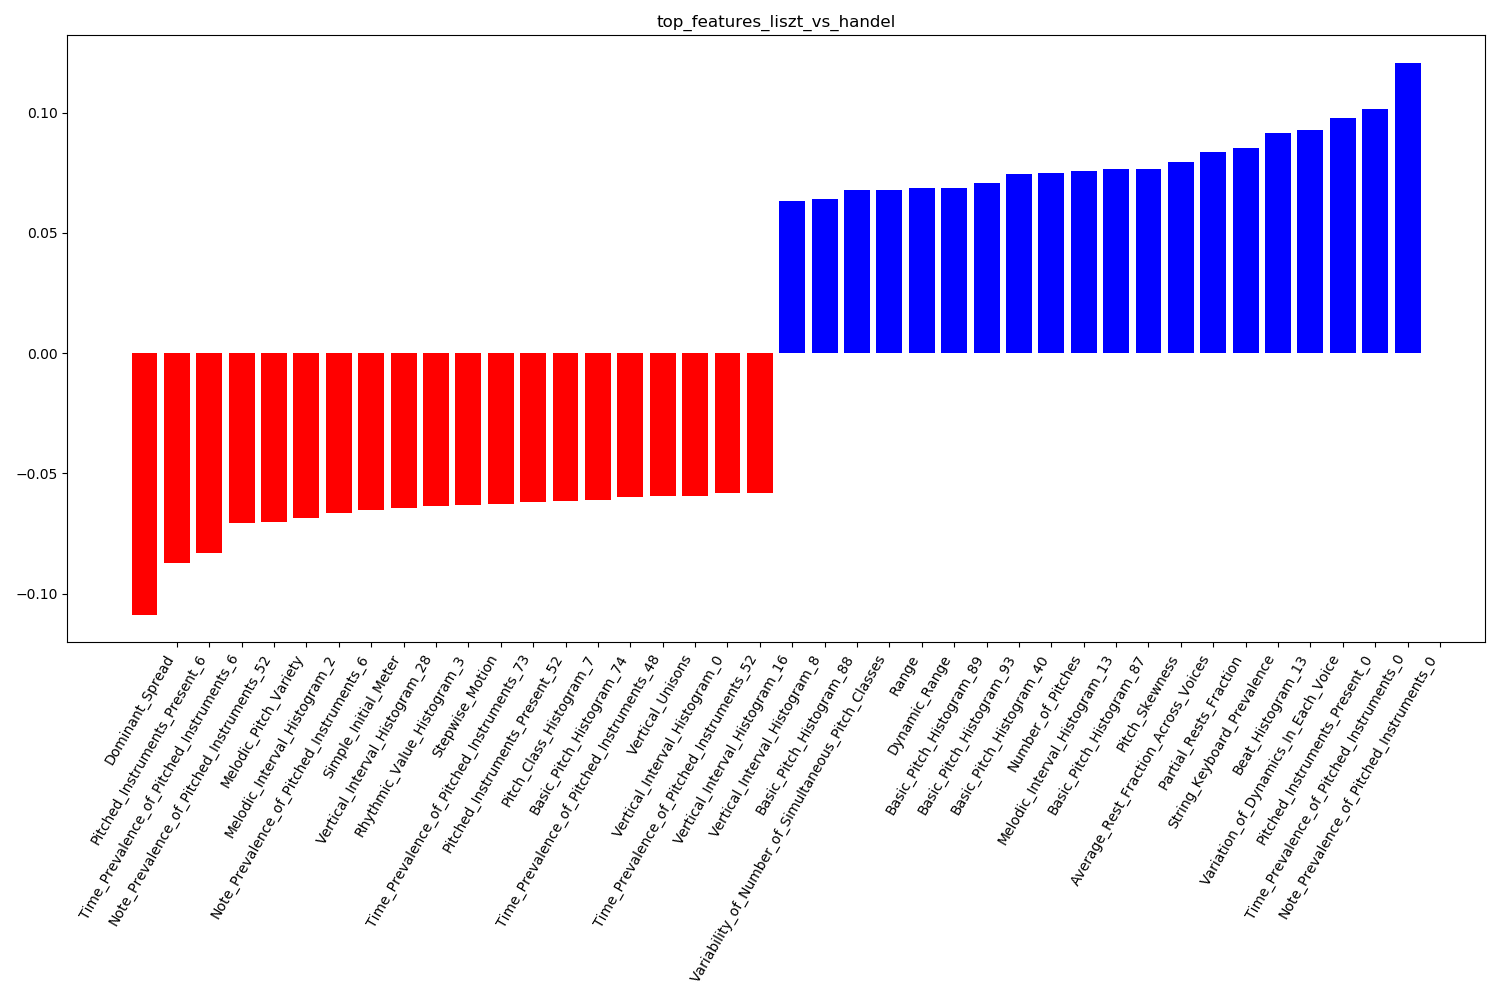 top_features_liszt_vs_handel
0.10
0.05
0.00
−0.05
−0.10
Dominant_Spread
Pitched_Instruments_Present_6
Time_Prevalence_of_Pitched_Instruments_6
Note_Prevalence_of_Pitched_Instruments_52
Melodic_Pitch_Variety
Melodic_Interval_Histogram_2
Note_Prevalence_of_Pitched_Instruments_6
Simple_Initial_Meter
Vertical_Interval_Histogram_28
Rhythmic_Value_Histogram_3
Stepwise_Motion
Time_Prevalence_of_Pitched_Instruments_73
Pitched_Instruments_Present_52
Pitch_Class_Histogram_7
Basic_Pitch_Histogram_74
Time_Prevalence_of_Pitched_Instruments_48
Vertical_Unisons
Vertical_Interval_Histogram_0
Time_Prevalence_of_Pitched_Instruments_52
Vertical_Interval_Histogram_16
Vertical_Interval_Histogram_8
Basic_Pitch_Histogram_88
Variability_of_Number_of_Simultaneous_Pitch_Classes
Range
Dynamic_Range
Basic_Pitch_Histogram_89
Basic_Pitch_Histogram_93
Basic_Pitch_Histogram_40
Number_of_Pitches
Melodic_Interval_Histogram_13
Basic_Pitch_Histogram_87
Pitch_Skewness
Average_Rest_Fraction_Across_Voices
Partial_Rests_Fraction
String_Keyboard_Prevalence
Beat_Histogram_13
Variation_of_Dynamics_In_Each_Voice
Pitched_Instruments_Present_0
Time_Prevalence_of_Pitched_Instruments_0
Note_Prevalence_of_Pitched_Instruments_0